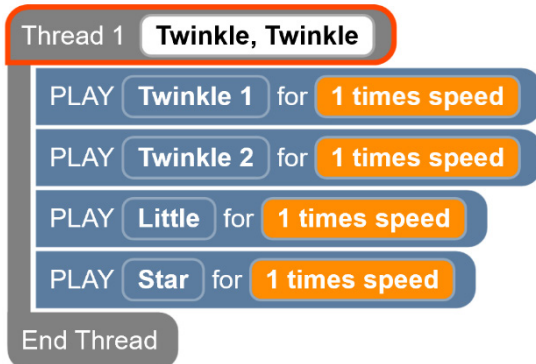 Thread 1 Twinkle, Twinkle
PLAY Twinkle 1 for 1 times speed
PLAY Twinkle 2 for 1 times speed
PLAY Little for 1 times speed
PLAY Star for 1 times speed
End Thread